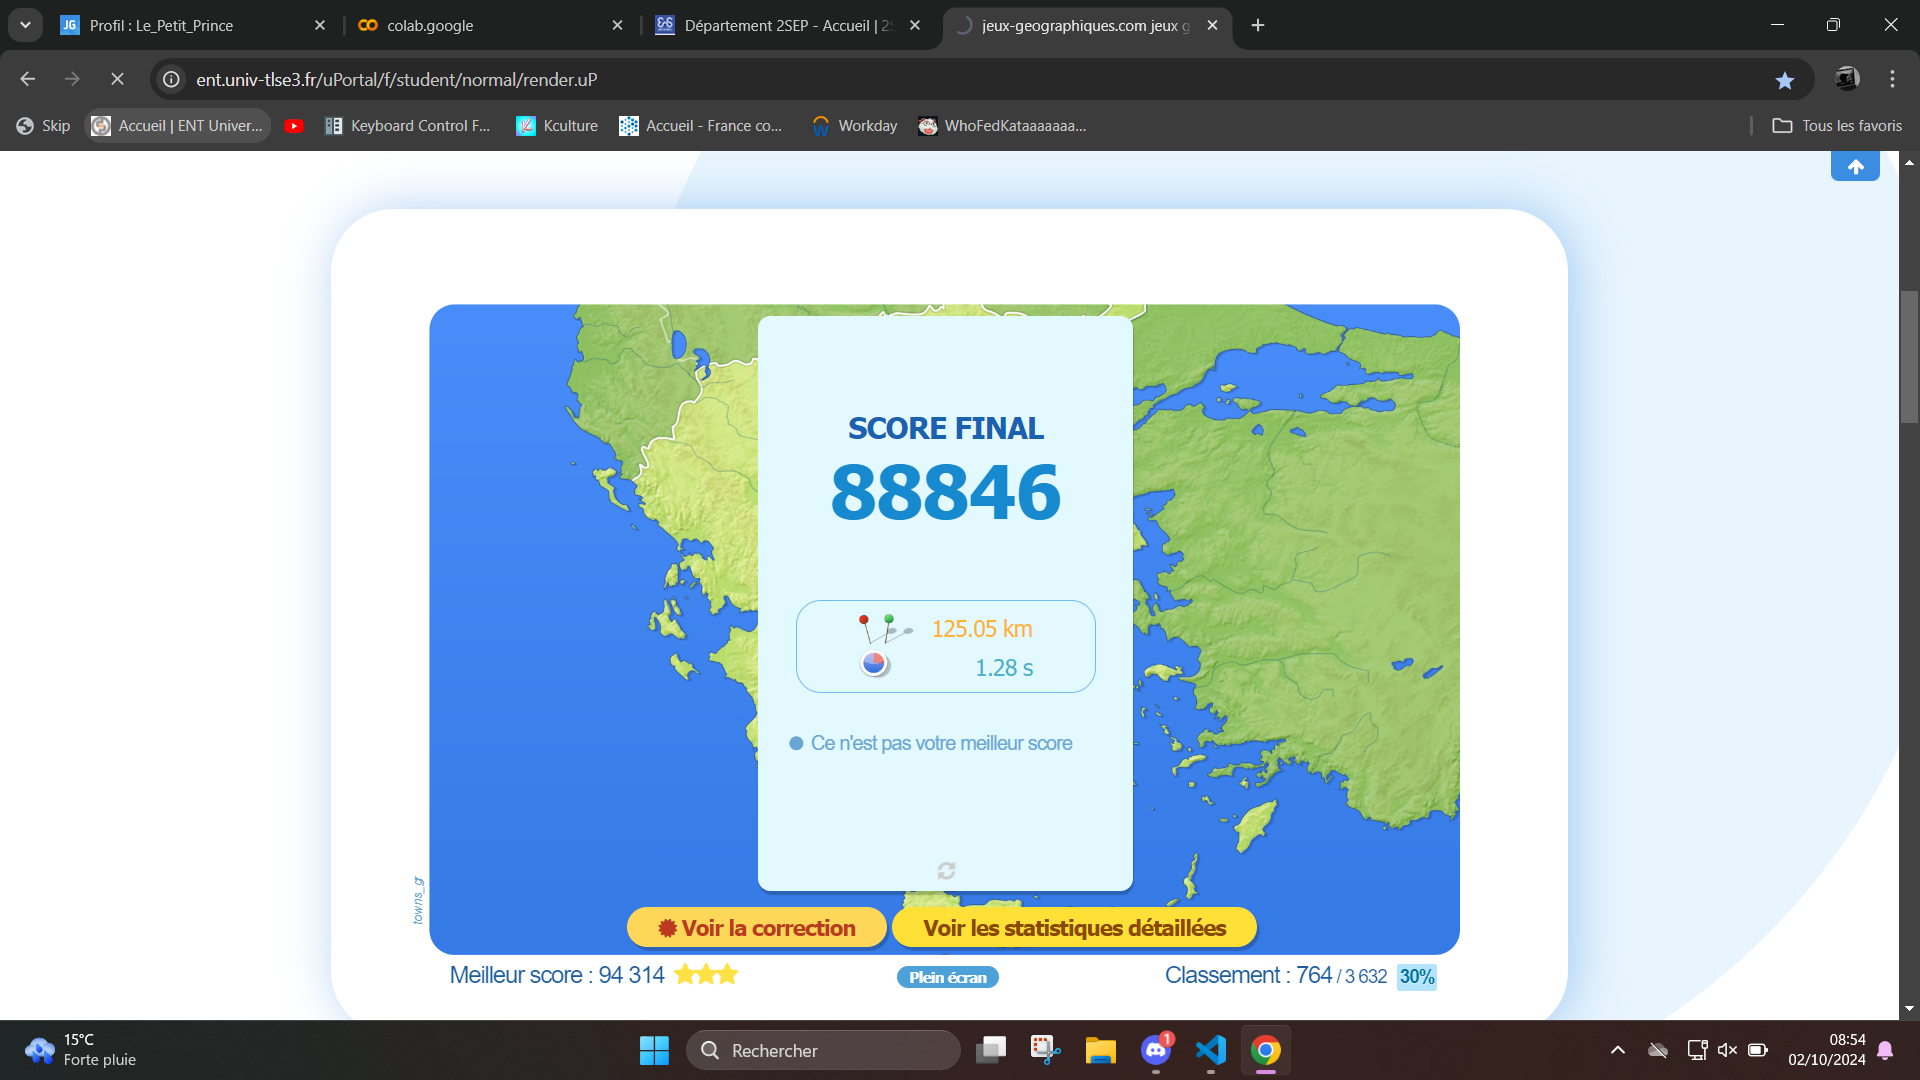 Profil : Le_Petit_Prince
colab.google
Département 2SEP - Accueil | 2S
jeux-geographiques.com jeux g
ent.univ-tlse3.fr/uPortal/f/student/normal/render.uP
Skip
Accueil | ENT Univer...
Keyboard Control F...
Kculture
Accueil - France co...
Workday
WhoFedKataaaaaaa...
Tous les favoris
SCORE FINAL
88846
125.05 km
1.28 s
Ce n'est pas votre meilleur score
towns_gr
Voir la correction
Voir les statistiques détaillées
Meilleur score : 94 314
Plein écran
Classement : 764 / 3 632 30%
15°C
Forte pluie
Rechercher
1
08:54
02/10/2024